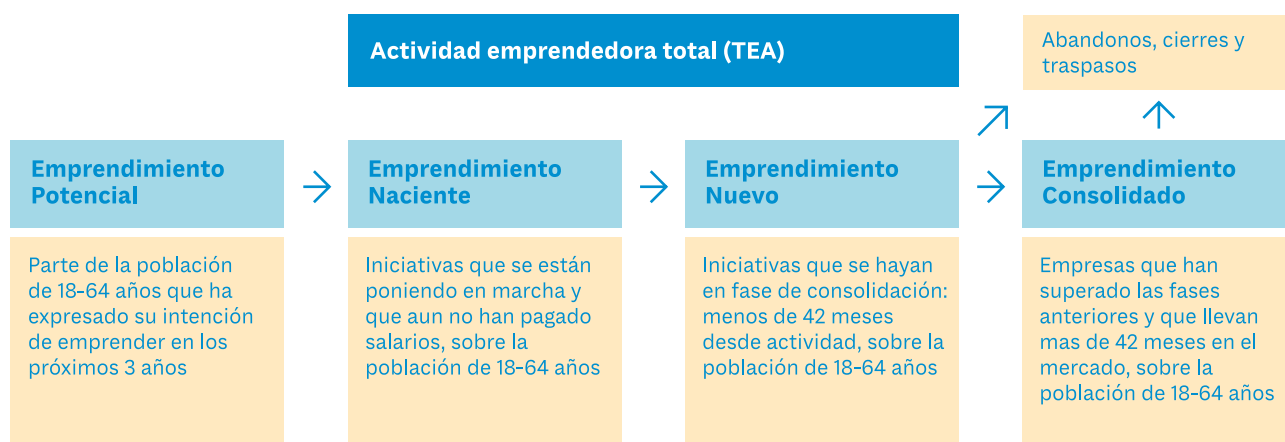 Actividad emprendedora total (TEA)
Abandonos, cierres y
traspasos
Emprendimiento
Potencial
Emprendimiento
Naciente
Emprendimiento
Nuevo
Emprendimiento
Consolidado
Parte de la población
de 18-64 años que ha
expresado su intención
de emprender en los
próximos 3 años
Iniciativas que se están
poniendo en marcha y
que aun no han pagado
salarios, sobre la
población de 18-64 años
Iniciativas que se hayan
en fase de consolidación:
menos de 42 meses
desde actividad, sobre la
población de 18-64 años
Empresas que han
superado las fases
anteriores y que llevan
mas de 42 meses en el
mercado, sobre la
población de 18-64 años